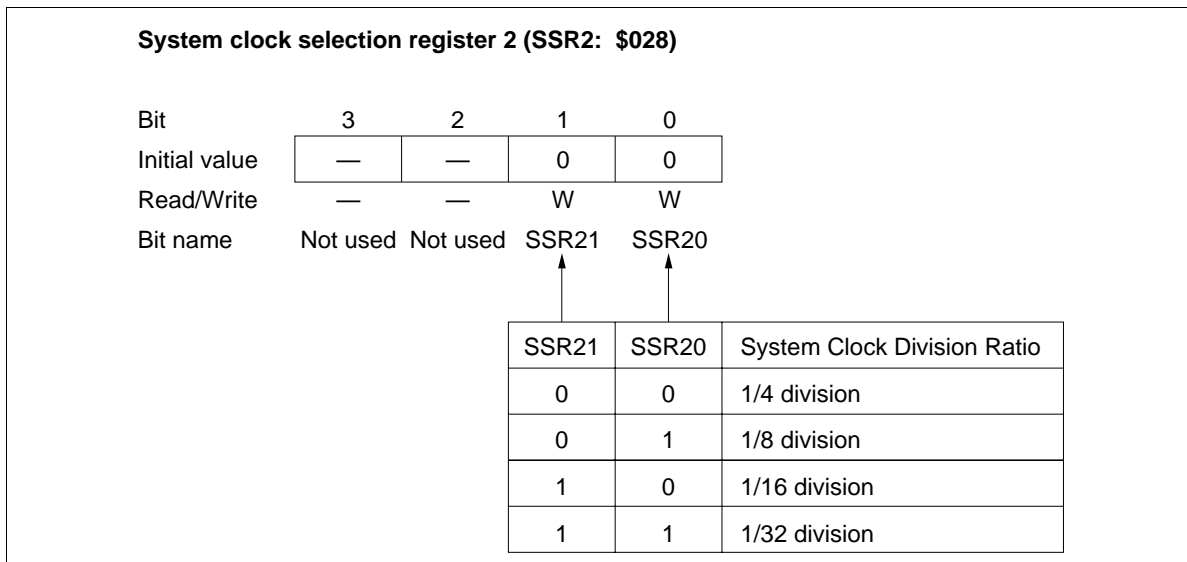 System clock selection register 2 (SSR2: $028)
Bit 3 2 1 0
Initial value — — 0 0
Read/Write — — W W
Bit name Not used Not used SSR21 SSR20
SSR21 SSR20 System Clock Division Ratio
0 0 1/4 division
0 1 1/8 division
1 0 1/16 division
1 1 1/32 division